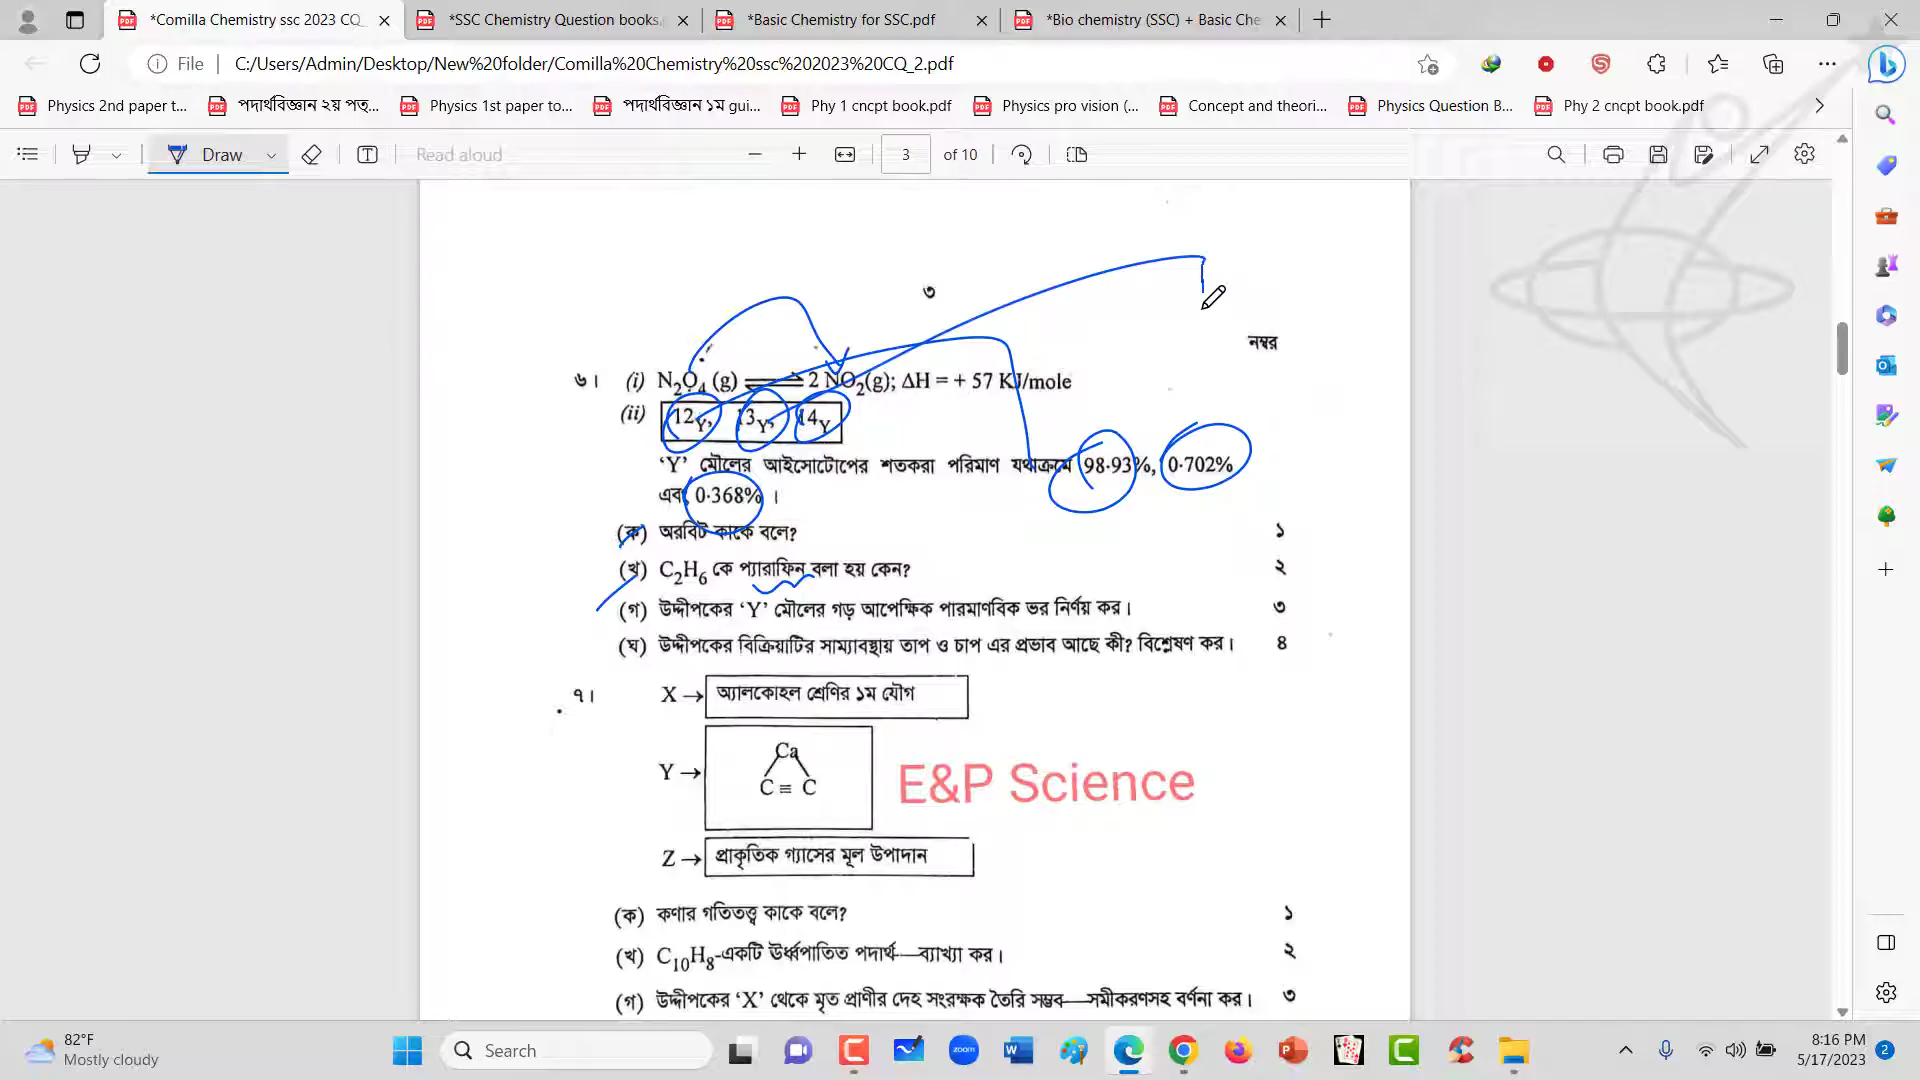 *Comilla Chemistry ssc 2023 CQ_
*SSC Chemistry Question books.
*Basic Chemistry for SSC.pdf
*Bio chemistry (SSC) + Basic Che
File C:/Users/Admin/Desktop/New%20folder/Comilla%20Chemistry%20ssc%202023%20CQ_2.pdf
Physics 2nd paper t...
পদার্থবিজ্ঞান ২য় পত্...
Physics 1st paper to...
পদার্থবিজ্ঞান ১ম gui...
Phy 1 cncpt book.pdf
Physics pro vision (...
Concept and theori...
Physics Question B...
Phy 2 cncpt book.pdf
Draw Read aloud 3 of 10
৩
নম্বর
৬। (i) N₂O₄ (g) ⇌ 2 NO₂(g); ΔH = + 57 KJ/mole
(ii) 12Y, 13Y, 14Y
‘Y’ মৌলের আইসোটোপের শতকরা পরিমাণ যথাক্রমে 98·93%, 0·702%
এবং 0·368% ।
(ক) অরবিট কাকে বলে? ১
(খ) C₂H₆ কে প্যারাফিন বলা হয় কেন? ২
(গ) উদ্দীপকের ‘Y’ মৌলের গড় আপেক্ষিক পারমাণবিক ভর নির্ণয় কর। ৩
(ঘ) উদ্দীপকের বিক্রিয়াটির সাম্যাবস্থায় তাপ ও চাপ এর প্রভাব আছে কী? বিশ্লেষণ কর। ৪
৭। X → অ্যালকোহল শ্রেণির ১ম যৌগ
Ca
Y →
C ≡ C
E&P Science
Z → প্রাকৃতিক গ্যাসের মূল উপাদান
(ক) কণার গতিতত্ত্ব কাকে বলে? ১
(খ) C₁₀H₈-একটি ঊর্ধ্বপাতিত পদার্থ—ব্যাখ্যা কর। ২
(গ) উদ্দীপকের ‘X’ থেকে মৃত প্রাণীর দেহ সংরক্ষক তৈরি সম্ভব—সমীকরণসহ বর্ণনা কর। ৩
82°F
Mostly cloudy
Search
zoom
8:16 PM
5/17/2023
2